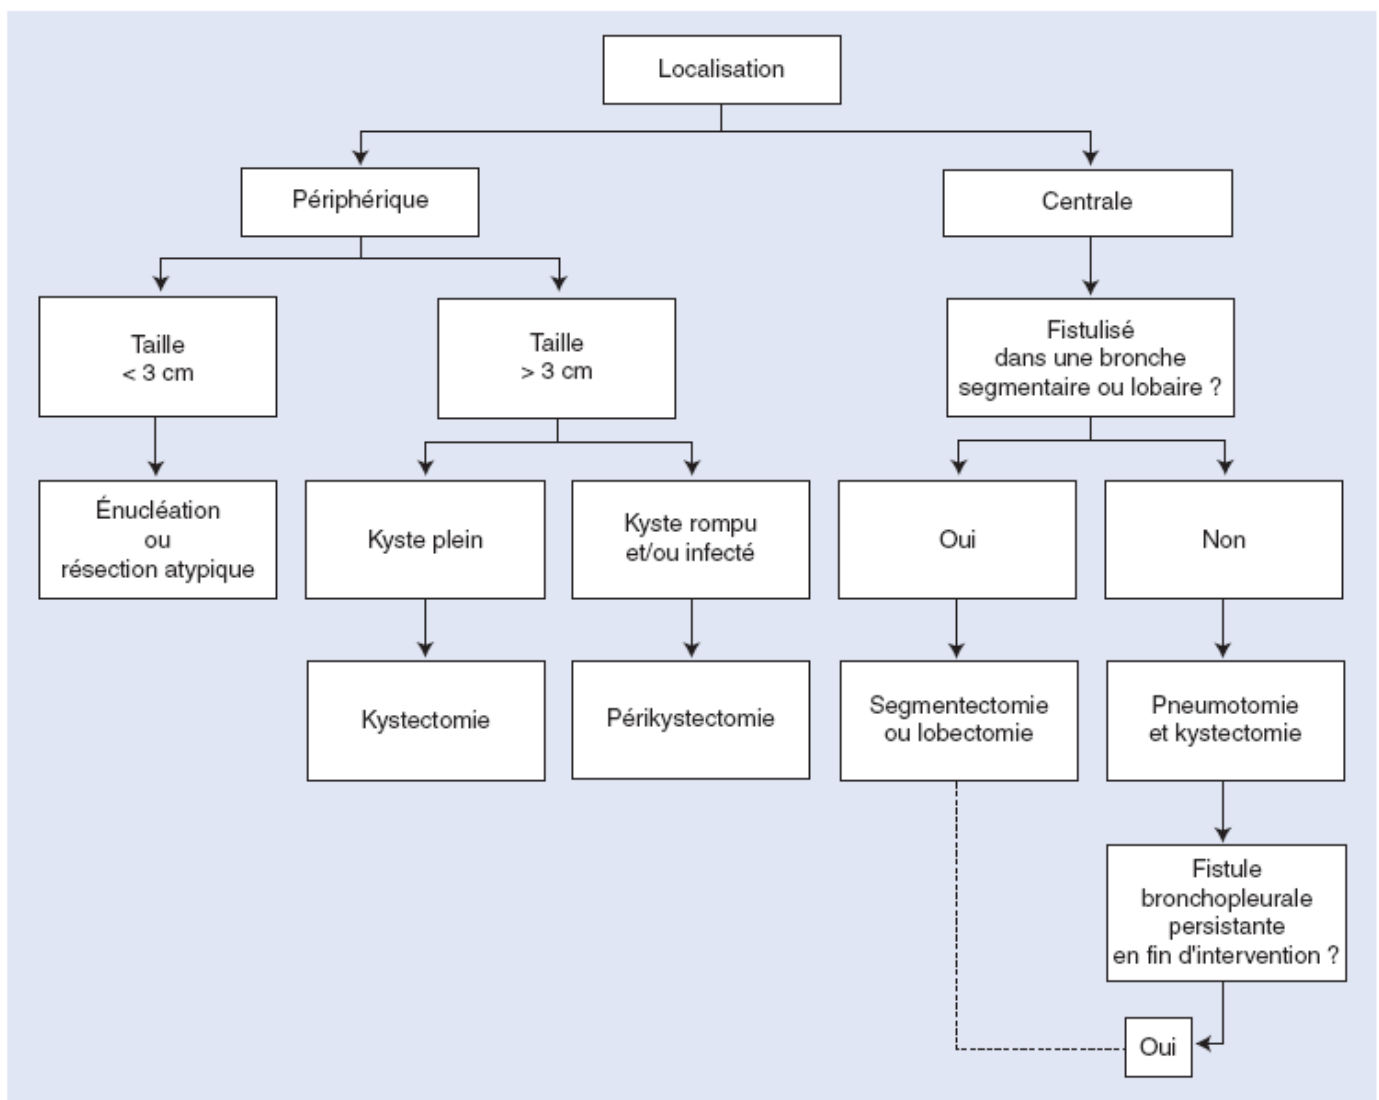 Localisation
Périphérique
Centrale
Taille
< 3 cm
Taille
> 3 cm
Fistulisé
dans une bronche
segmentaire ou lobaire ?
Énucléation
ou
résection atypique
Kyste plein
Kyste rompu
et/ou infecté
Oui
Non
Kystectomie
Périkystectomie
Segmentectomie
ou lobectomie
Pneumotomie
et kystectomie
Fistule
bronchopleurale
persistante
en fin d'intervention ?
Oui